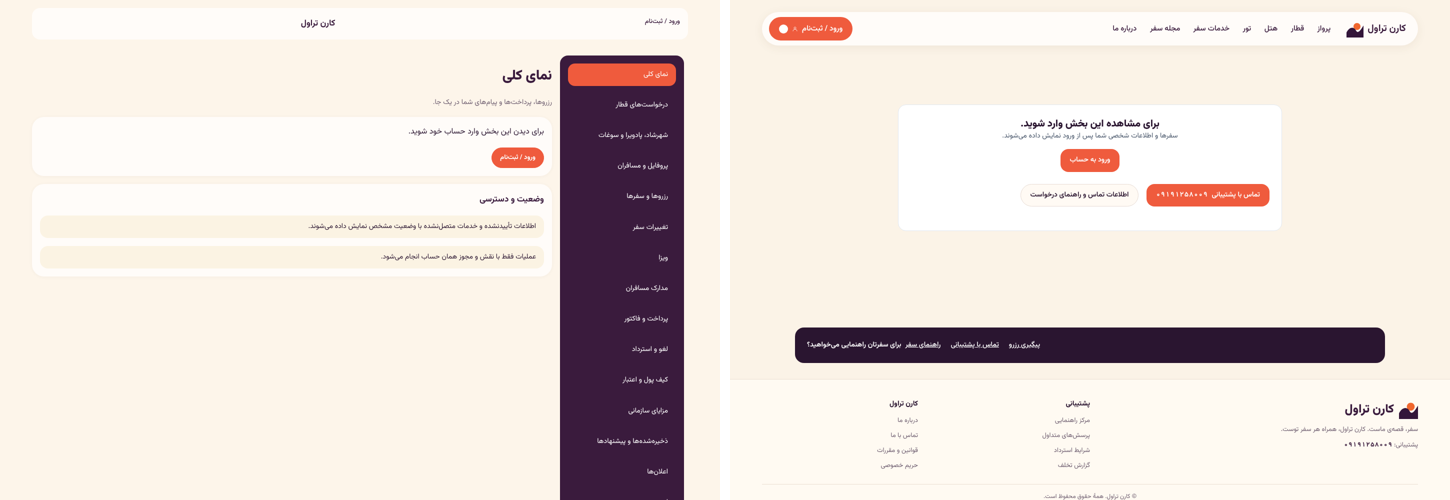 کارن تراول
پرواز
قطار
هتل
تور
خدمات سفر
مجله سفر
درباره ما
ورود / ثبت‌نام
برای مشاهده این بخش وارد شوید.
سفرها و اطلاعات شخصی شما پس از ورود نمایش داده می‌شوند.
ورود به حساب
تماس با پشتیبانی ۰۹۱۹۱۲۵۸۰۰۹
اطلاعات تماس و راهنمای درخواست
برای سفرتان راهنمایی می‌خواهید؟
راهنمای سفر
تماس با پشتیبانی
پیگیری رزرو
کارن تراول
سفر، قصه‌ی ماست. کارن تراول، همراه هر سفر توست.
پشتیبانی: ۰۹۱۹۱۲۵۸۰۰۹
پشتیبانی
مرکز راهنمایی
پرسش‌های متداول
شرایط استرداد
گزارش تخلف
کارن تراول
درباره ما
تماس با ما
قوانین و مقررات
حریم خصوصی
© کارن تراول. همهٔ حقوق محفوظ است.
ورود / ثبت‌نام
کارن تراول
نمای کلی
درخواست‌های قطار
شهرشاد، پادویرا و سوغات
پروفایل و مسافران
رزروها و سفرها
تغییرات سفر
ویزا
مدارک مسافران
پرداخت و فاکتور
لغو و استرداد
کیف پول و اعتبار
مزایای سازمانی
ذخیره‌شده‌ها و پیشنهادها
اعلان‌ها
نمای کلی
رزروها، پرداخت‌ها و پیام‌های شما در یک جا.
برای دیدن این بخش وارد حساب خود شوید.
ورود / ثبت‌نام
وضعیت و دسترسی
اطلاعات تأییدنشده و خدمات متصل‌نشده با وضعیت مشخص نمایش داده می‌شوند.
عملیات فقط با نقش و مجوز همان حساب انجام می‌شود.